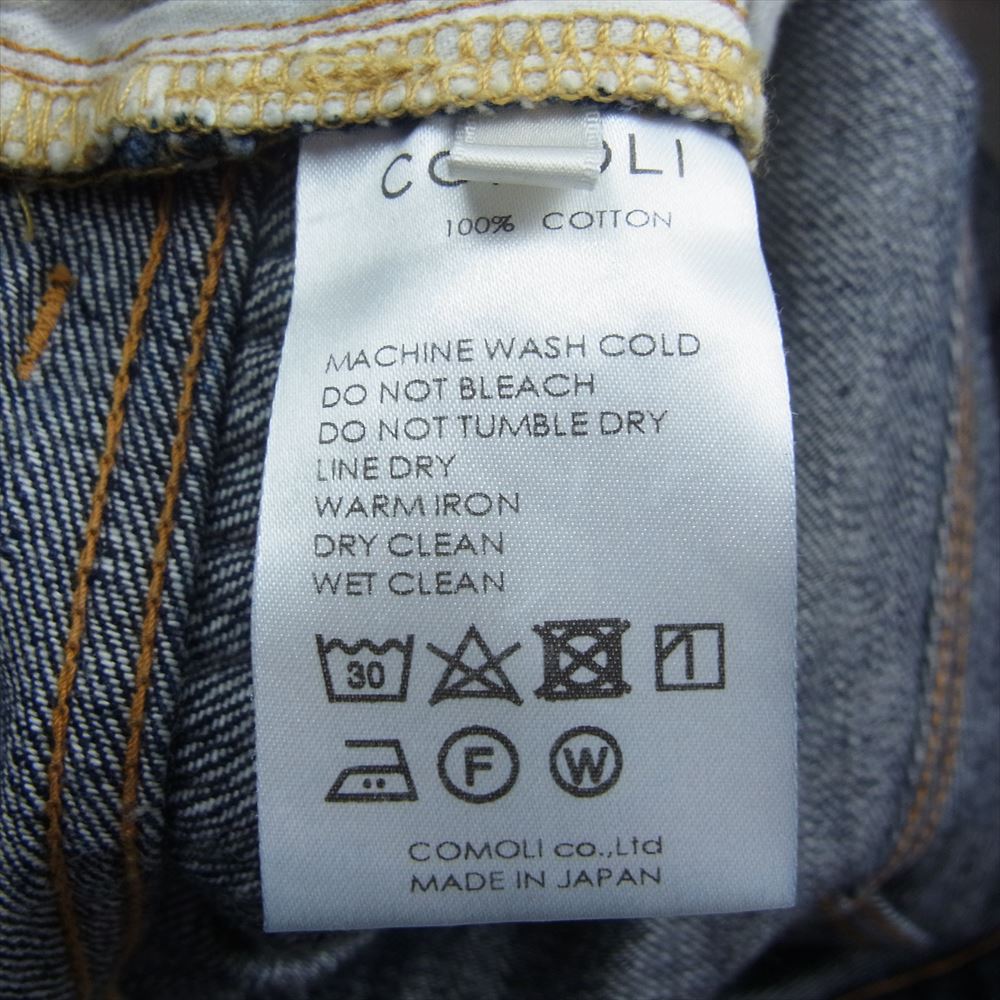 COMOLI
100% COTTON
MACHINE WASH COLD
DO NOT BLEACH
DO NOT TUMBLE DRY
LINE DRY
WARM IRON
DRY CLEAN
WET CLEAN
30
F W
COMOLI co.,Ltd
MADE IN JAPAN